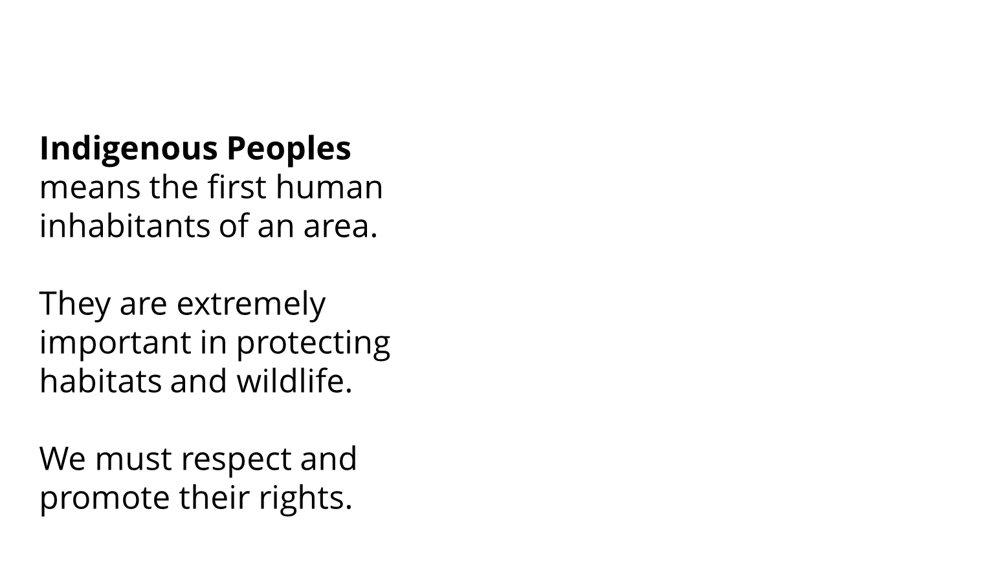 Indigenous Peoples
means the first human
inhabitants of an area.
They are extremely
important in protecting
habitats and wildlife.
We must respect and
promote their rights.